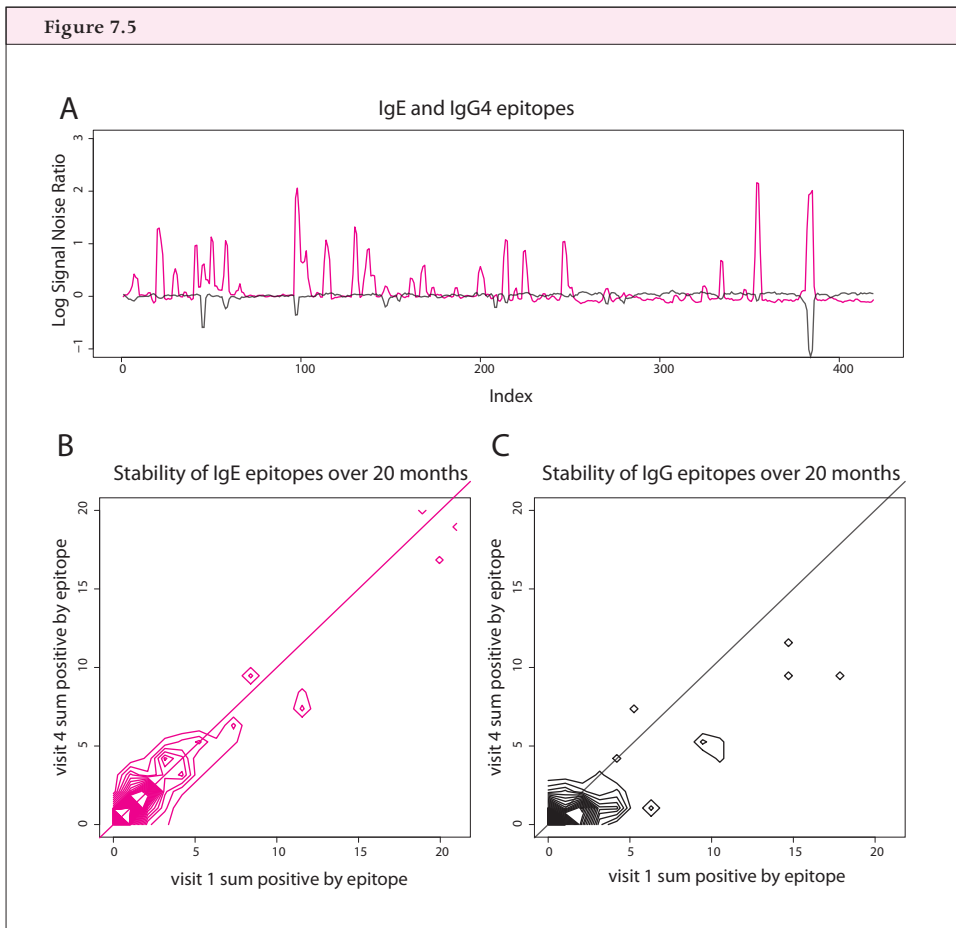 Figure 7.5
A
IgE and IgG4 epitopes
Log Signal Noise Ratio
3
2
1
0
−1
0 100 200 300 400
Index
B
Stability of IgE epitopes over 20 months
visit 4 sum positive by epitope
20
15
10
5
0
0 5 10 15 20
visit 1 sum positive by epitope
C
Stability of IgG epitopes over 20 months
visit 4 sum positive by epitope
20
15
10
5
0
0 5 10 15 20
visit 1 sum positive by epitope